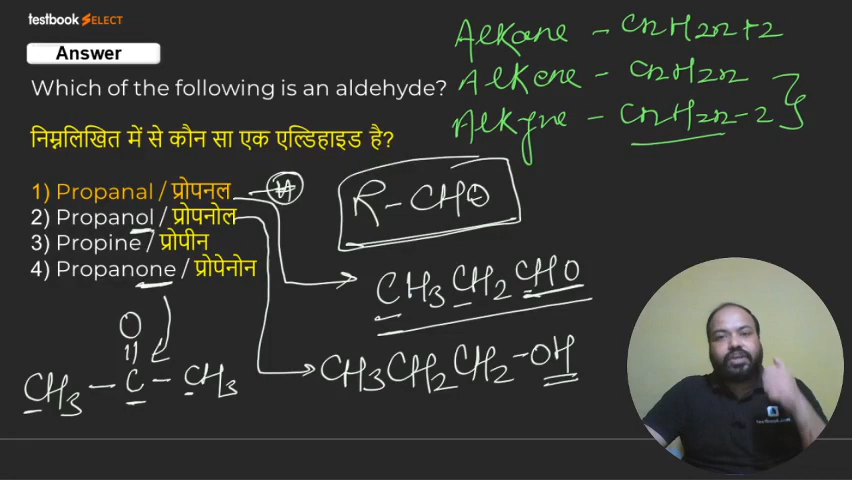 testbook SELECT
Answer
Which of the following is an aldehyde?
निम्नलिखित में से कौन सा एक एल्डिहाइड है?
1) Propanal / प्रोपनल
2) Propanol / प्रोपनोल
3) Propine / प्रोपीन
4) Propanone / प्रोपेनोन
Alkane - CnH2n+2
Alkene - CnH2n
Alkyne - CnH2n-2
R-CHO
CH3CH2CHO
CH3CH2CH2-OH
O
CH3-C-CH3
testbook.com